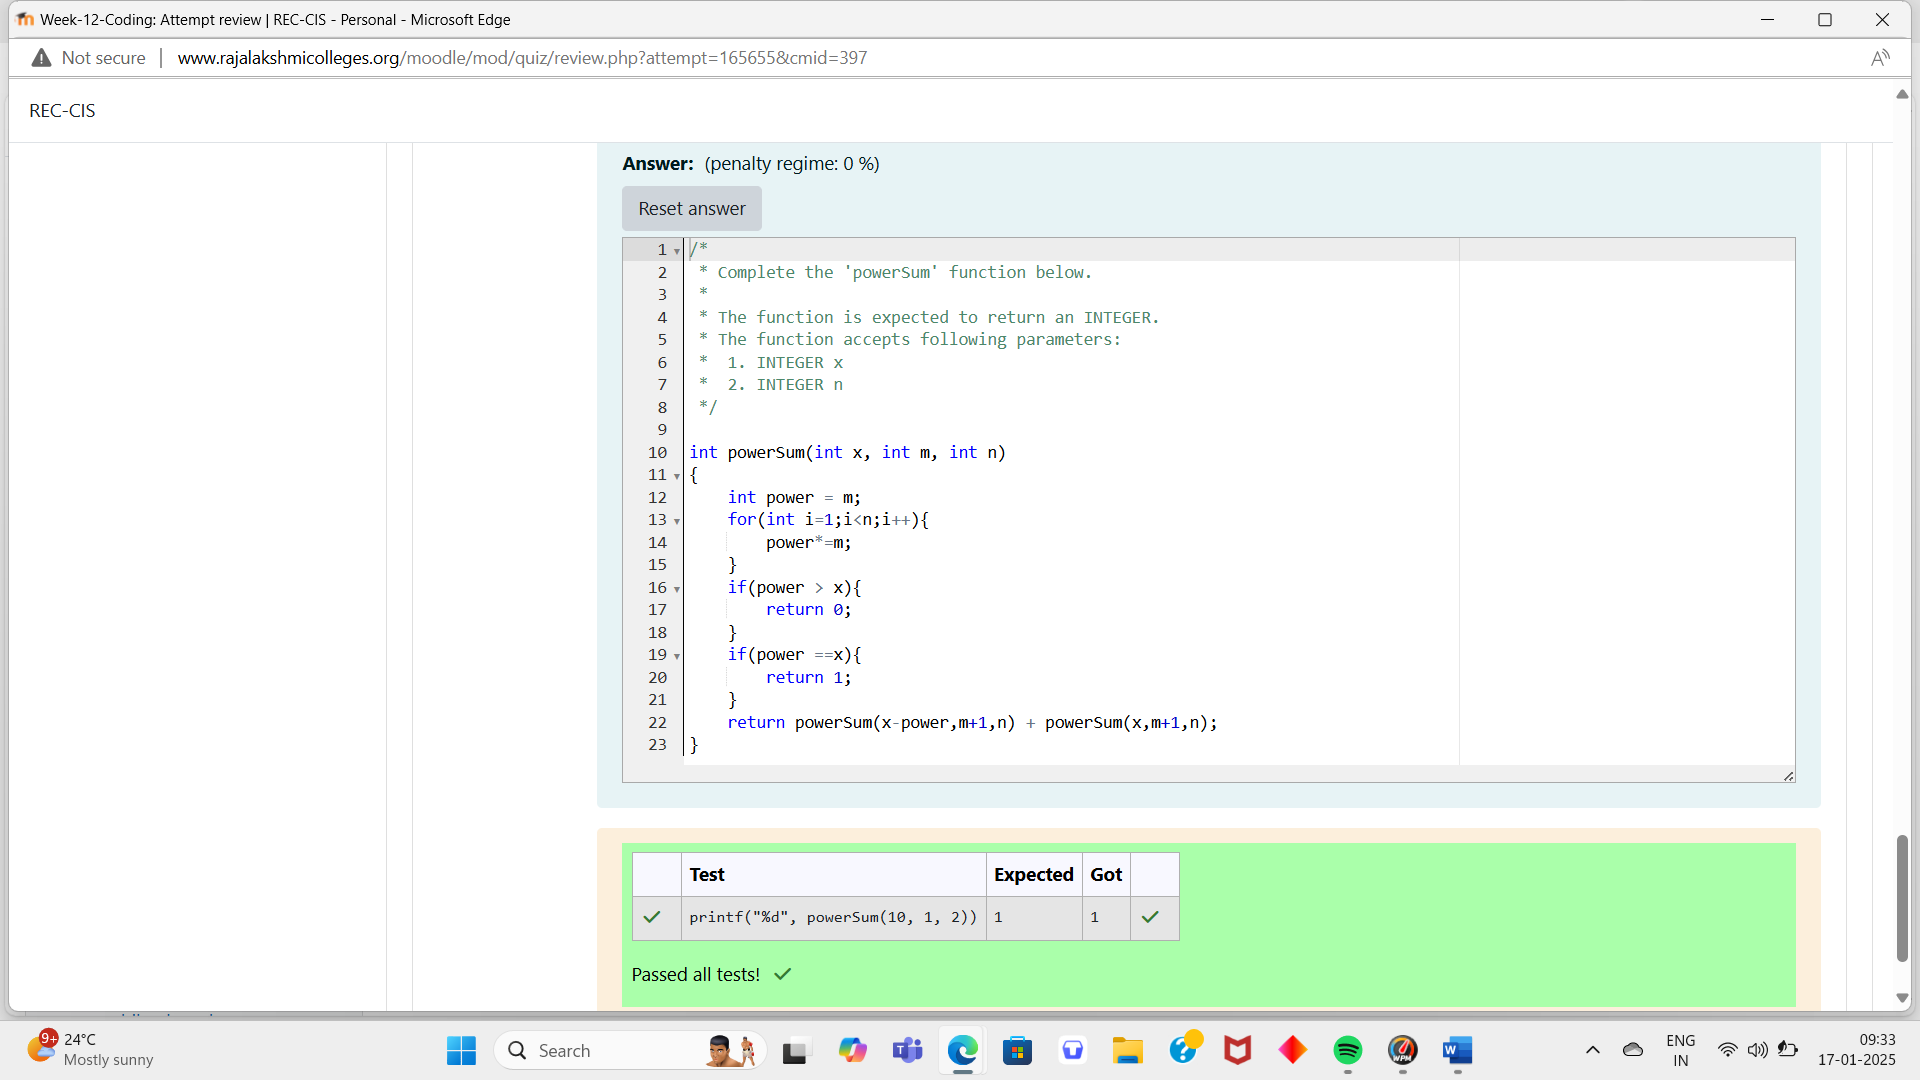 Week-12-Coding: Attempt review | REC-CIS - Personal - Microsoft Edge
Not secure | www.rajalakshmicolleges.org/moodle/mod/quiz/review.php?attempt=165655&cmid=397
REC-CIS
Answer: (penalty regime: 0 %)
Reset answer
1 /*
2  * Complete the 'powerSum' function below.
3  *
4  * The function is expected to return an INTEGER.
5  * The function accepts following parameters:
6  *  1. INTEGER x
7  *  2. INTEGER n
8  */
9
10 int powerSum(int x, int m, int n)
11 {
12     int power = m;
13     for(int i=1;i<n;i++){
14         power*=m;
15     }
16     if(power > x){
17         return 0;
18     }
19     if(power ==x){
20         return 1;
21     }
22     return powerSum(x-power,m+1,n) + powerSum(x,m+1,n);
23 }
Test Expected Got
printf("%d", powerSum(10, 1, 2)) 1 1
Passed all tests!
9+ 24°C
Mostly sunny
Search
WPM
W
ENG
IN
09:33
17-01-2025